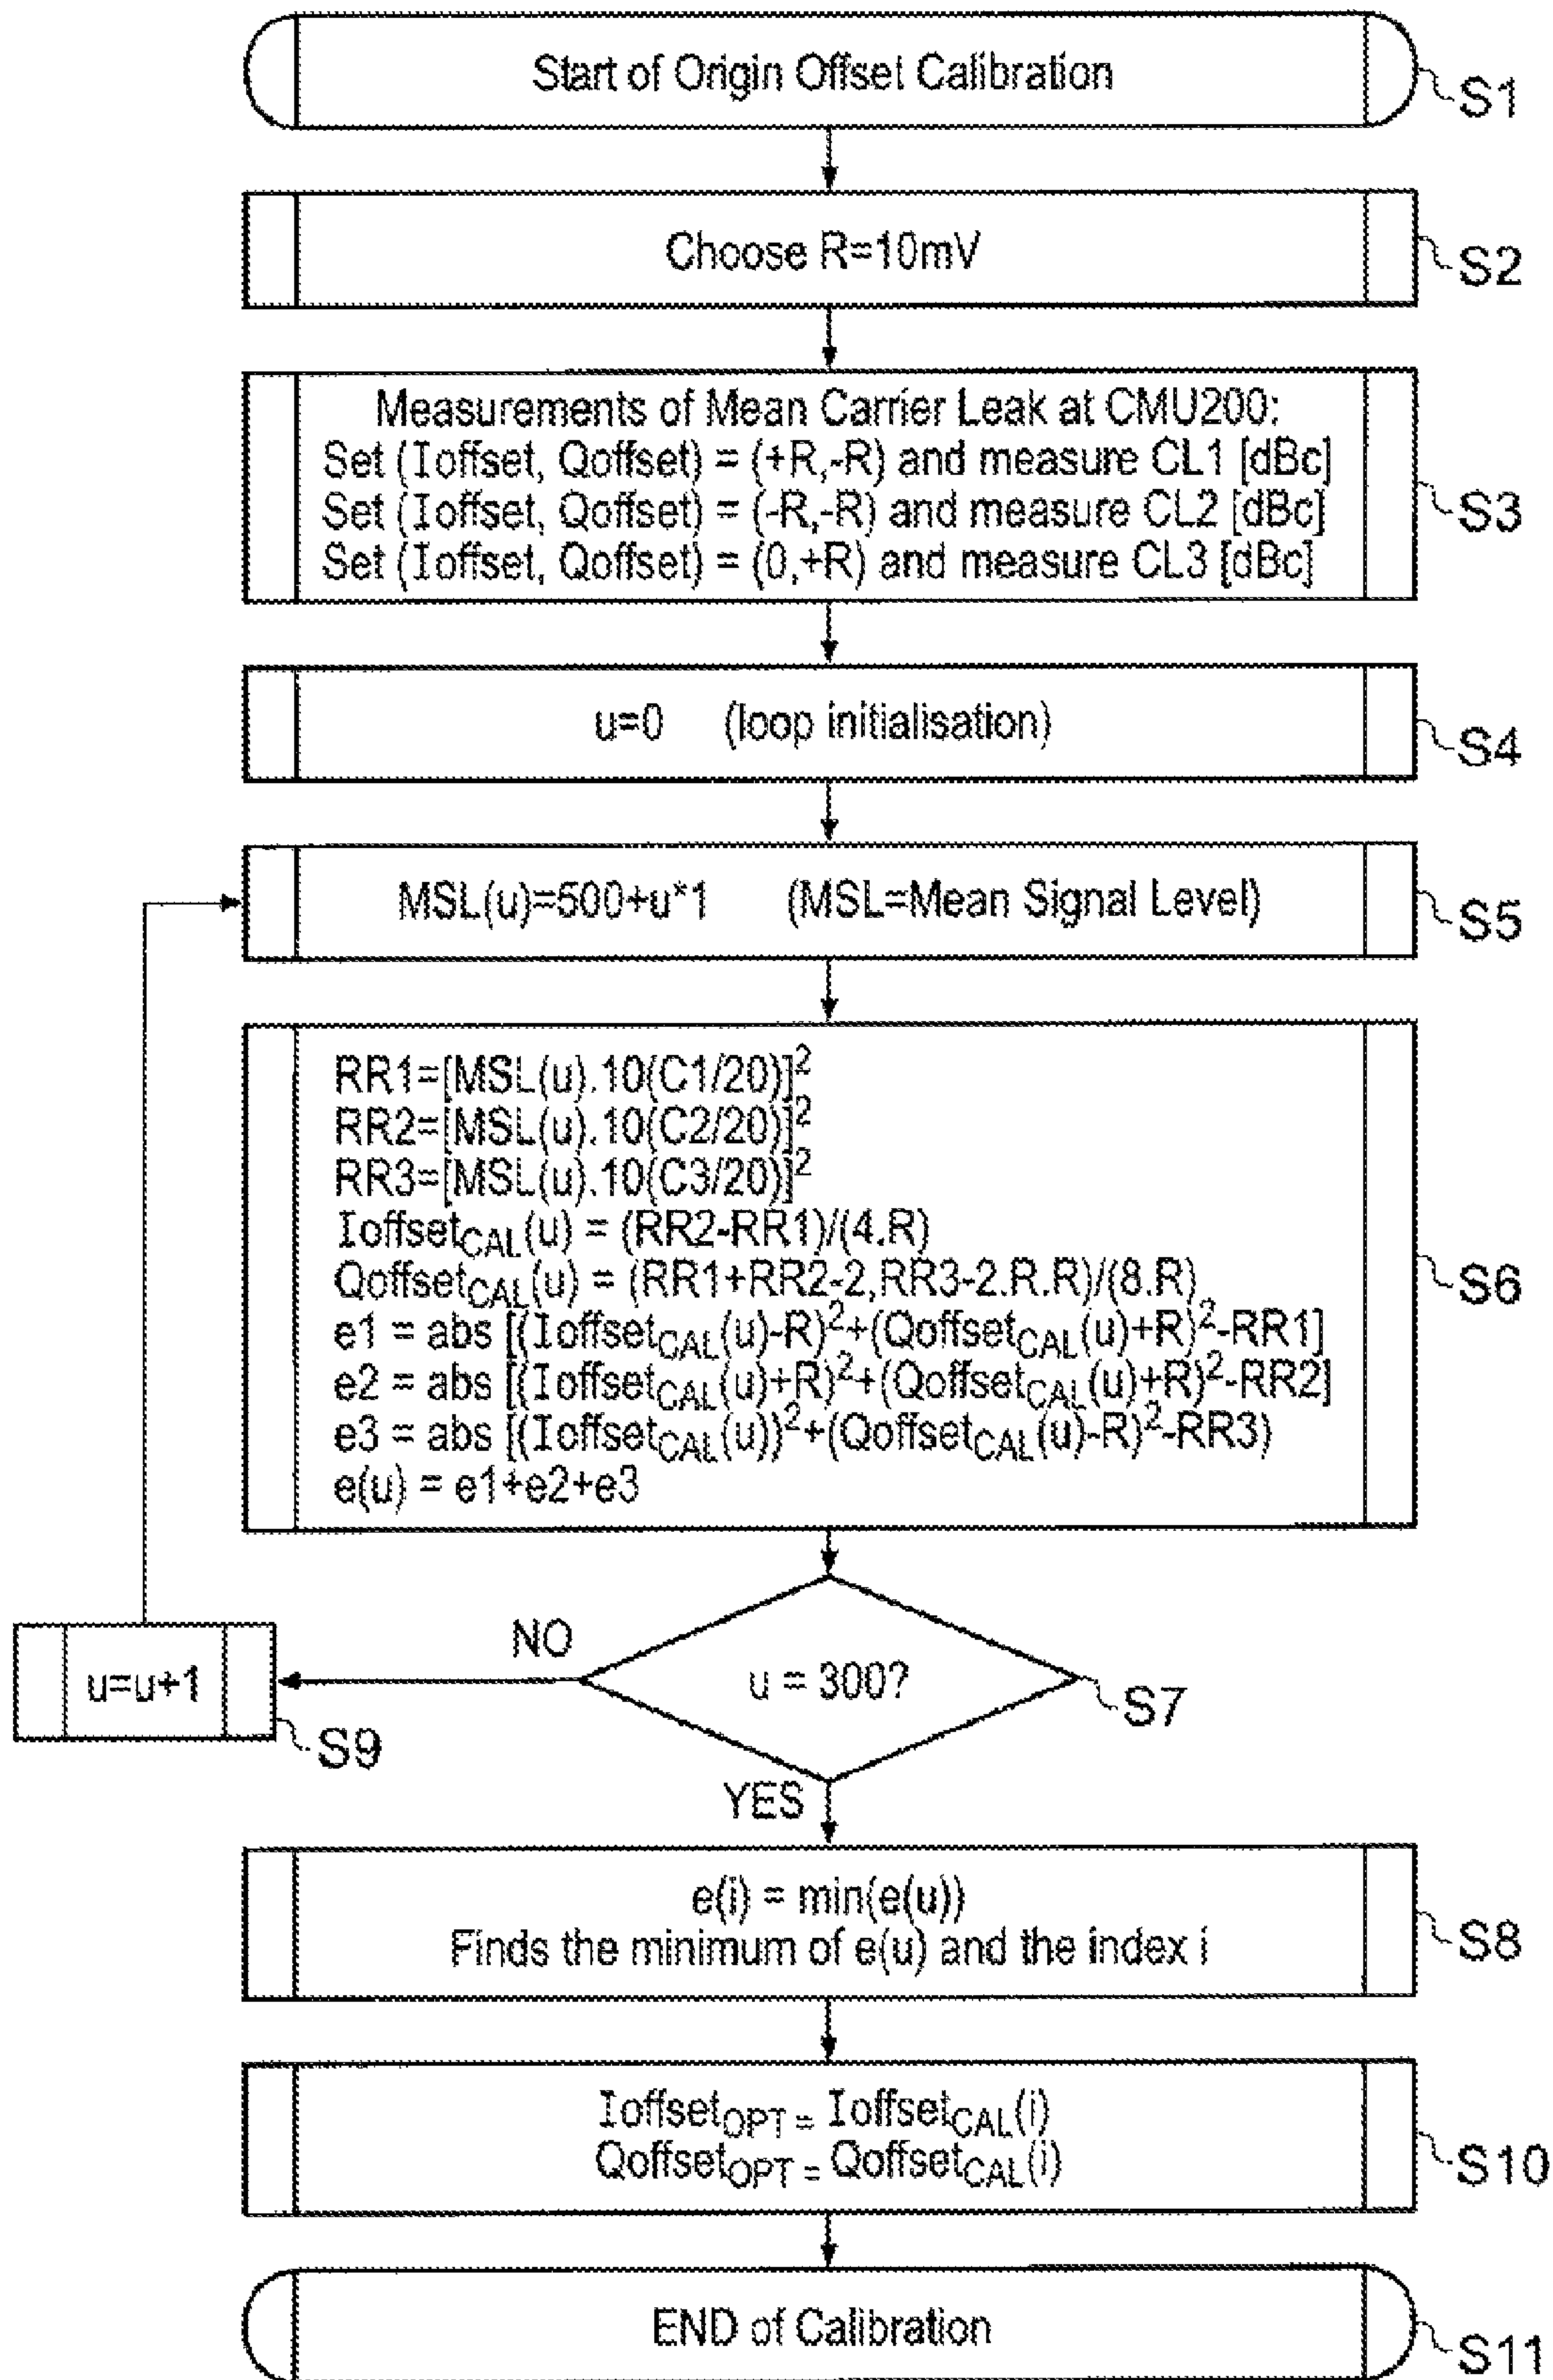 Start of Origin Offset Calibration
S1
Choose R=10mV
S2
Measurements of Mean Carrier Leak at CMU200:
Set (Ioffset, Qoffset) = (+R,-R) and measure CL1 [dBc]
Set (Ioffset, Qoffset) = (-R,-R) and measure CL2 [dBc]
Set (Ioffset, Qoffset) = (0,+R) and measure CL3 [dBc]
S3
u=0 (loop initialisation)
S4
MSL(u)=500+u*1 (MSL=Mean Signal Level)
S5
RR1=[MSL(u).10(C1/20)]²
RR2=[MSL(u).10(C2/20)]²
RR3=[MSL(u).10(C3/20)]²
IoffsetCAL(u) = (RR2-RR1)/(4.R)
QoffsetCAL(u) = (RR1+RR2-2,RR3-2.R.R)/(8.R)
e1 = abs [(IoffsetCAL(u)-R)²+(QoffsetCAL(u)+R)²-RR1]
e2 = abs [(IoffsetCAL(u)+R)²+(QoffsetCAL(u)+R)²-RR2]
e3 = abs [(IoffsetCAL(u))²+(QoffsetCAL(u)-R)²-RR3)
e(u) = e1+e2+e3
S6
NO
u = 300?
S7
u=u+1
S9
YES
e(i) = min(e(u))
Finds the minimum of e(u) and the index i
S8
IoffsetOPT = IoffsetCAL(i)
QoffsetOPT = QoffsetCAL(i)
S10
END of Calibration
S11